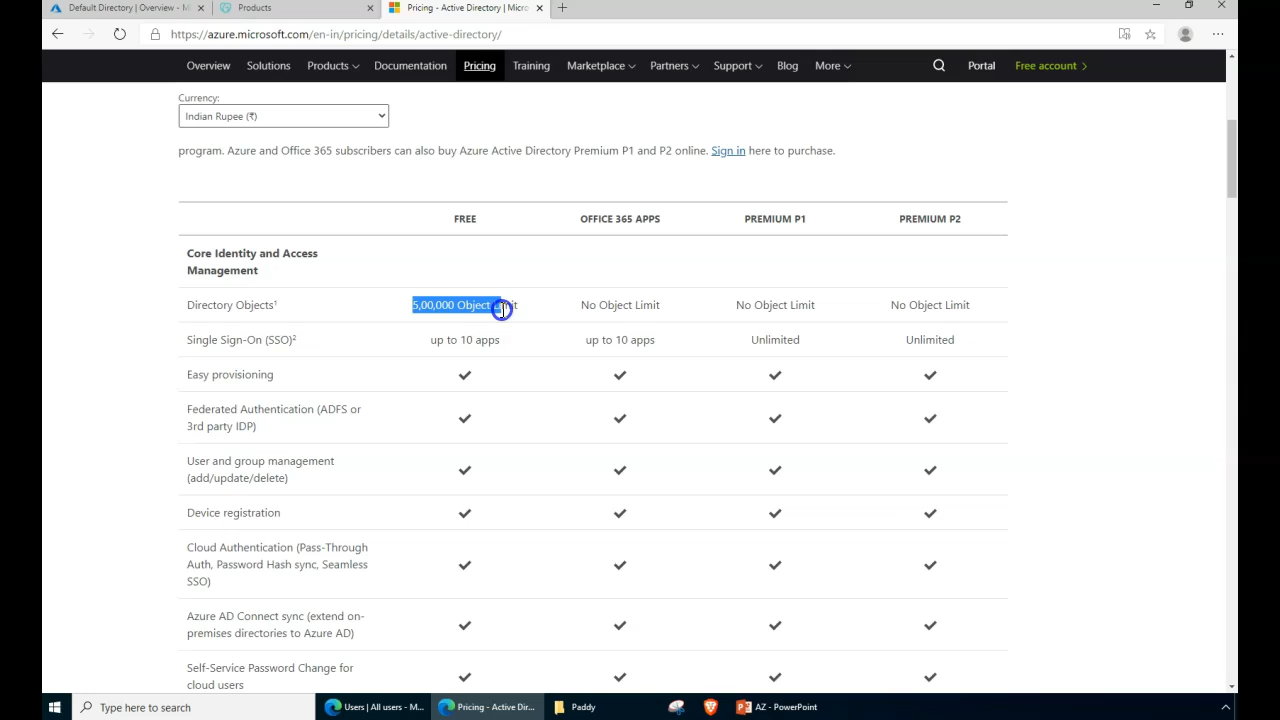 Default Directory | Overview - M
Products
Pricing - Active Directory | Micro
https://azure.microsoft.com/en-in/pricing/details/active-directory/
Overview Solutions Products Documentation Pricing Training Marketplace Partners Support Blog More Portal Free account
Currency:
Indian Rupee (₹)
program. Azure and Office 365 subscribers can also buy Azure Active Directory Premium P1 and P2 online. Sign in here to purchase.
FREE OFFICE 365 APPS PREMIUM P1 PREMIUM P2
Core Identity and Access
Management
Directory Objects¹ 5,00,000 Object Limit No Object Limit No Object Limit No Object Limit
Single Sign-On (SSO)² up to 10 apps up to 10 apps Unlimited Unlimited
Easy provisioning
Federated Authentication (ADFS or
3rd party IDP)
User and group management
(add/update/delete)
Device registration
Cloud Authentication (Pass-Through
Auth, Password Hash sync, Seamless
SSO)
Azure AD Connect sync (extend on-
premises directories to Azure AD)
Self-Service Password Change for
cloud users
Type here to search
Users | All users - M...
Pricing - Active Dir...
Paddy
AZ - PowerPoint